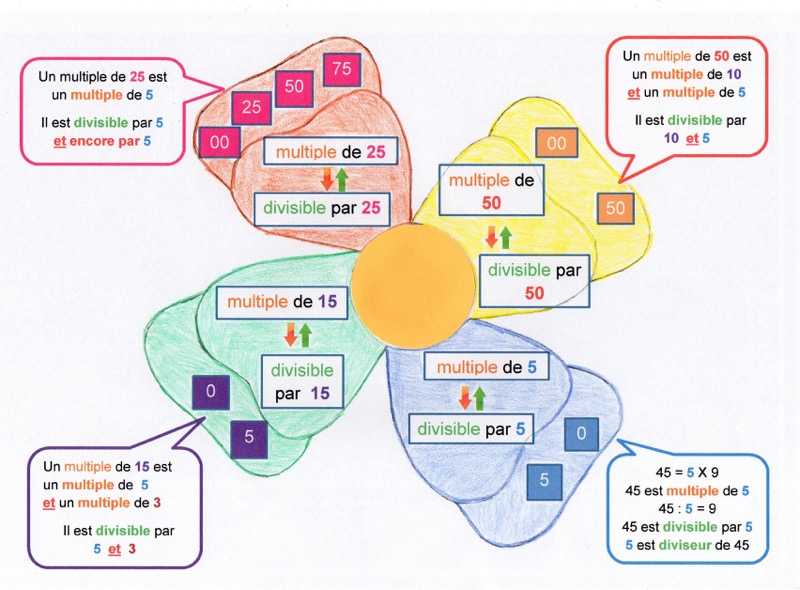 Un multiple de 25 est
un multiple de 5
Il est divisible par 5
et encore par 5
00
25
50
75
multiple de 25
divisible par 25
Un multiple de 50 est
un multiple de 10
et un multiple de 5
Il est divisible par
10 et 5
00
50
multiple de
50
divisible par
50
multiple de 15
divisible
par 15
0
5
Un multiple de 15 est
un multiple de 5
et un multiple de 3
Il est divisible par
5 et 3
multiple de 5
divisible par 5
0
5
45 = 5 X 9
45 est multiple de 5
45 : 5 = 9
45 est divisible par 5
5 est diviseur de 45